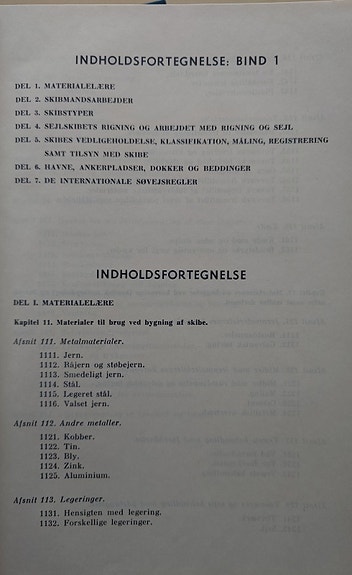 INDHOLDSFORTEGNELSE: BIND 1
DEL 1. MATERIALELÆRE
DEL 2. SKIBMANDSARBEJDER
DEL 3. SKIBSTYPER
DEL 4. SEJLSKIBETS RIGNING OG ARBEJDET MED RIGNING OG SEJL
DEL 5. SKIBES VEDLIGEHOLDELSE, KLASSIFIKATION, MÅLING, REGISTRERING
SAMT TILSYN MED SKIBE
DEL 6. HAVNE, ANKERPLADSER, DOKKER OG BEDDINGER
DEL 7. DE INTERNATIONALE SØVEJSREGLER
INDHOLDSFORTEGNELSE
DEL 1. MATERIALELÆRE
Kapitel 11. Materialer til brug ved bygning af skibe.
Afsnit 111. Metalmaterialer.
1111. Jern.
1112. Råjern og støbejern.
1113. Smedeligt jern.
1114. Stål.
1115. Legeret stål.
1116. Valset jern.
Afsnit 112. Andre metaller.
1121. Kobber.
1122. Tin.
1123. Bly.
1124. Zink.
1125. Aluminium.
Afsnit 113. Legeringer.
1131. Hensigten med legering.
1132. Forskellige legeringer.